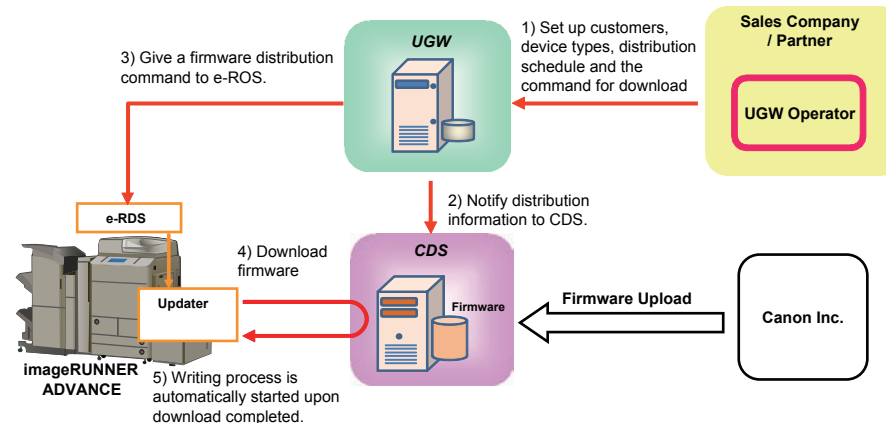 UGW
1) Set up customers,
device types, distribution
schedule and the
command for download
Sales Company
/ Partner
UGW Operator
3) Give a firmware distribution
command to e-ROS.
2) Notify distribution
information to CDS.
e-RDS
4) Download
firmware
CDS
Updater
Firmware
Firmware Upload
Canon Inc.
imageRUNNER
ADVANCE
5) Writing process is
automatically started upon
download completed.